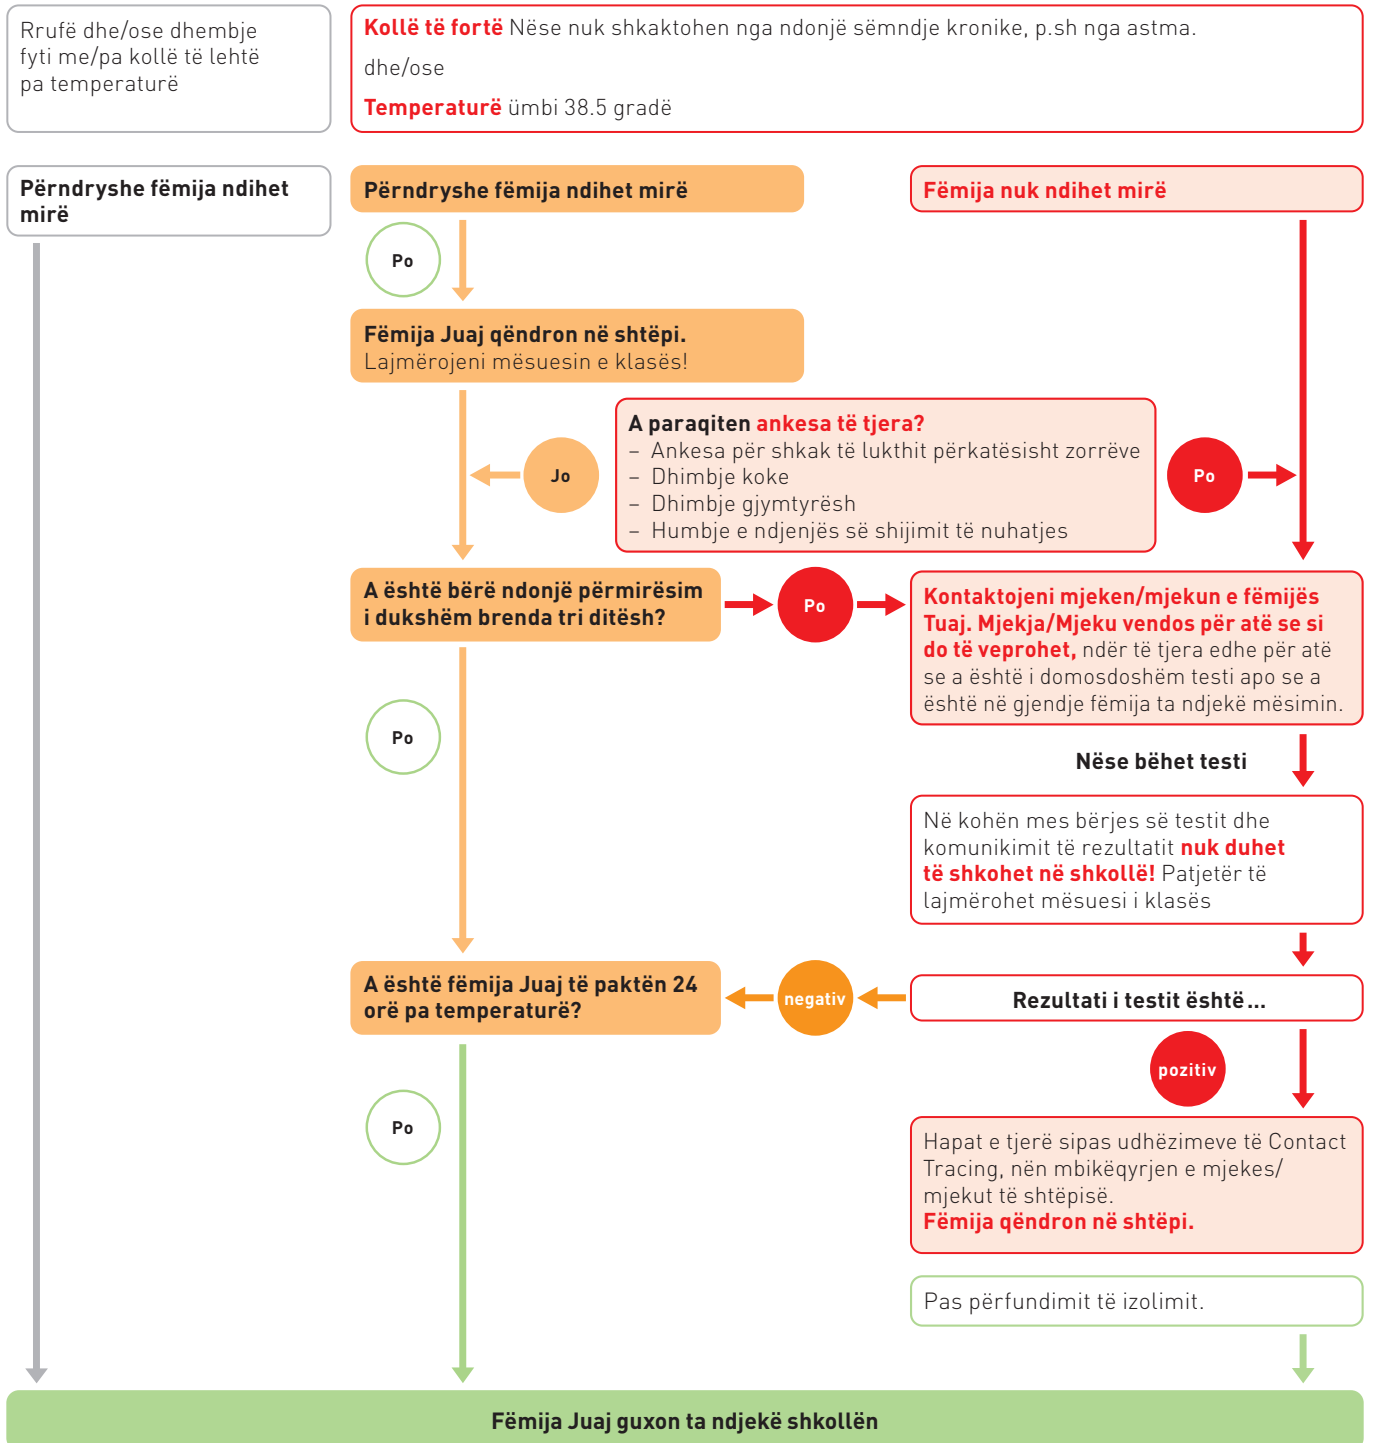 Rrufë dhe/ose dhembje
fyti me/pa kollë të lehtë
pa temperaturë
Kollë të fortë Nëse nuk shkaktohen nga ndonjë sëmndje kronike, p.sh nga astma.
dhe/ose
Temperaturë ümbi 38.5 gradë
Përndryshe fëmija ndihet
mirë
Përndryshe fëmija ndihet mirë
Fëmija nuk ndihet mirë
Po
Fëmija Juaj qëndron në shtëpi.
Lajmërojeni mësuesin e klasës!
A paraqiten ankesa të tjera?
– Ankesa për shkak të lukthit përkatësisht zorrëve
– Dhimbje koke
– Dhimbje gjymtyrësh
– Humbje e ndjenjës së shijimit të nuhatjes
Jo
Po
A është bërë ndonjë përmirësim
i dukshëm brenda tri ditësh?
Po
Kontaktojeni mjeken/mjekun e fëmijës
Tuaj. Mjekja/Mjeku vendos për atë se si
do të veprohet, ndër të tjera edhe për atë
se a është i domosdoshëm testi apo se a
është në gjendje fëmija ta ndjekë mësimin.
Po
Nëse bëhet testi
Në kohën mes bërjes së testit dhe
komunikimit të rezultatit nuk duhet
të shkohet në shkollë! Patjetër të
lajmërohet mësuesi i klasës
A është fëmija Juaj të paktën 24
orë pa temperaturë?
negativ
Rezultati i testit është...
pozitiv
Po
Hapat e tjerë sipas udhëzimeve të Contact
Tracing, nën mbikëqyrjen e mjekes/
mjekut të shtëpisë.
Fëmija qëndron në shtëpi.
Pas përfundimit të izolimit.
Fëmija Juaj guxon ta ndjekë shkollën